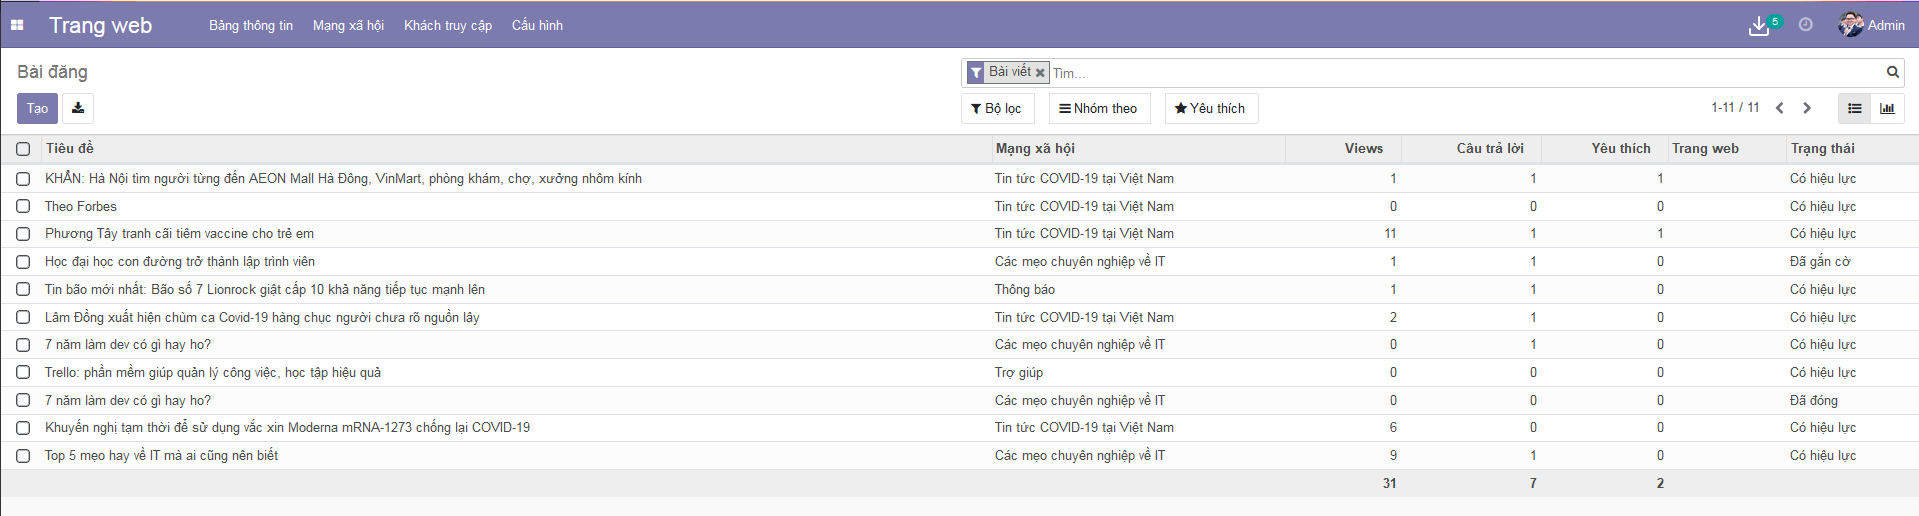 Trang web Bảng thông tin Mạng xã hội Khách truy cập Cấu hình 5 Admin
Bài đăng Bài viết Tìm...
Tạo Bộ lọc Nhóm theo Yêu thích 1-11 / 11
Tiêu đề Mạng xã hội Views Câu trả lời Yêu thích Trang web Trạng thái
KHẨN: Hà Nội tìm người từng đến AEON Mall Hà Đông, VinMart, phòng khám, chợ, xưởng nhôm kính Tin tức COVID-19 tại Việt Nam 1 1 1 Có hiệu lực
Theo Forbes Tin tức COVID-19 tại Việt Nam 0 0 0 Có hiệu lực
Phương Tây tranh cãi tiêm vaccine cho trẻ em Tin tức COVID-19 tại Việt Nam 11 1 1 Có hiệu lực
Học đại học con đường trở thành lập trình viên Các mẹo chuyên nghiệp về IT 1 1 0 Đã gắn cờ
Tin bão mới nhất: Bão số 7 Lionrock giật cấp 10 khả năng tiếp tục mạnh lên Thông báo 1 1 0 Có hiệu lực
Lâm Đồng xuất hiện chùm ca Covid-19 hàng chục người chưa rõ nguồn lây Tin tức COVID-19 tại Việt Nam 2 1 0 Có hiệu lực
7 năm làm dev có gì hay ho? Các mẹo chuyên nghiệp về IT 0 1 0 Có hiệu lực
Trello: phần mềm giúp quản lý công việc, học tập hiệu quả Trợ giúp 0 0 0 Có hiệu lực
7 năm làm dev có gì hay ho? Các mẹo chuyên nghiệp về IT 0 0 0 Đã đóng
Khuyến nghị tạm thời để sử dụng vắc xin Moderna mRNA-1273 chống lại COVID-19 Tin tức COVID-19 tại Việt Nam 6 0 0 Có hiệu lực
Top 5 mẹo hay về IT mà ai cũng nên biết Các mẹo chuyên nghiệp về IT 9 1 0 Có hiệu lực
31 7 2